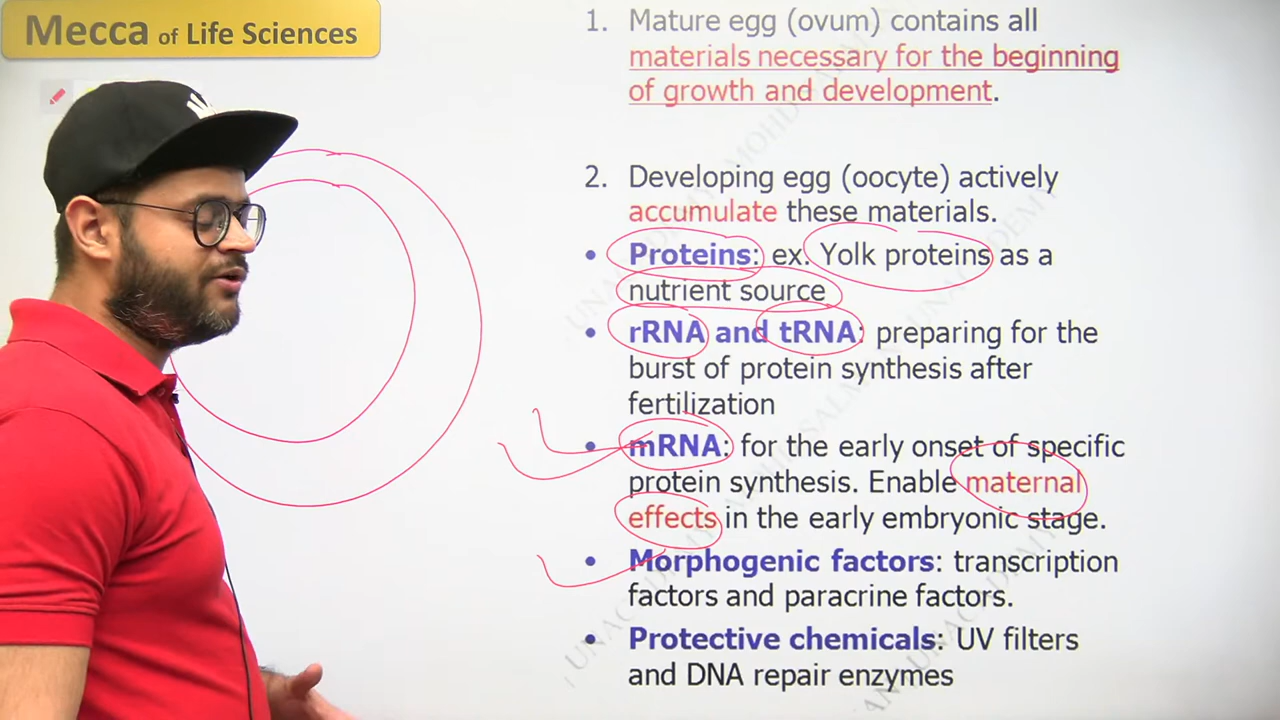 Mecca of Life Sciences
1. Mature egg (ovum) contains all
materials necessary for the beginning
of growth and development.
2. Developing egg (oocyte) actively
accumulate these materials.
• Proteins: ex. Yolk proteins as a
nutrient source
• rRNA and tRNA: preparing for the
burst of protein synthesis after
fertilization
• mRNA: for the early onset of specific
protein synthesis. Enable maternal
effects in the early embryonic stage.
• Morphogenic factors: transcription
factors and paracrine factors.
• Protective chemicals: UV filters
and DNA repair enzymes